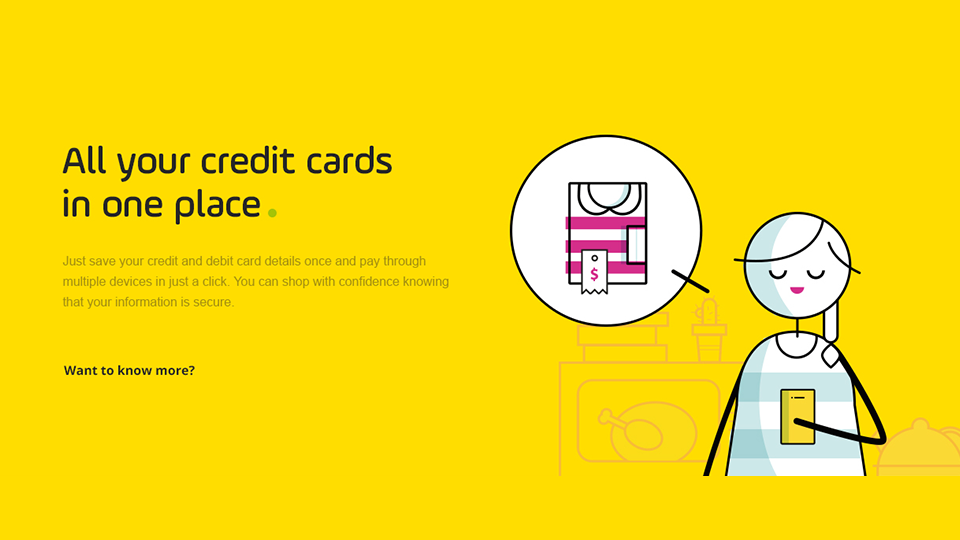 All your credit cards
in one place.
Just save your credit and debit card details once and pay through
multiple devices in just a click. You can shop with confidence knowing
that your information is secure.
$
Want to know more?